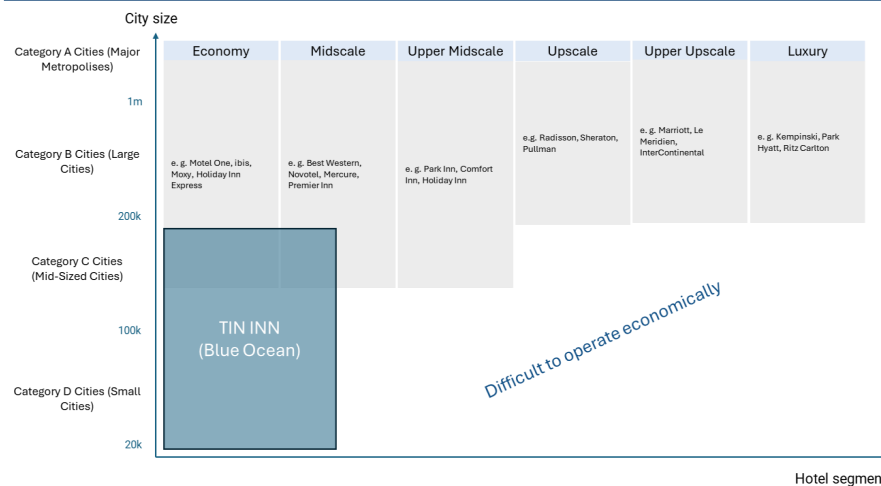 City size
Category A Cities (Major
Metropolises)
Economy
Midscale
Upper Midscale
Upscale
Upper Upscale
Luxury
1m
Category B Cities (Large
Cities)
e. g. Motel One, ibis,
Moxy, Holiday Inn
Express
e. g. Best Western,
Novotel, Mercure,
Premier Inn
e. g. Park Inn, Comfort
Inn, Holiday Inn
e.g. Radisson, Sheraton,
Pullman
e. g. Marriott, Le
Meridien,
InterContinental
e. g. Kempinski, Park
Hyatt, Ritz Carlton
200k
Category C Cities
(Mid-Sized Cities)
100k
TIN INN
(Blue Ocean)
Difficult to operate economically
Category D Cities (Small
Cities)
20k
Hotel segmen